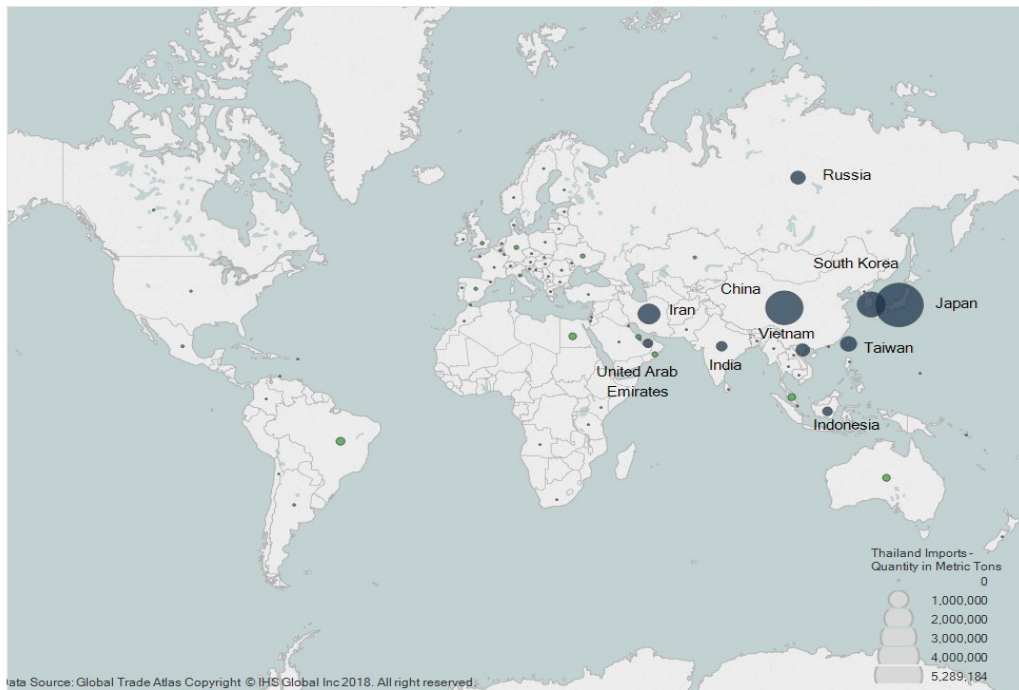 Russia
South Korea
China
Japan
Iran
Vietnam
Taiwan
India
United Arab
Emirates
Indonesia
Thailand Imports -
Quantity in Metric Tons
0
1,000,000
2,000,000
3,000,000
4,000,000
5,289,184
ata Source: Global Trade Atlas Copyright © IHS Global Inc 2018. All right reserved.